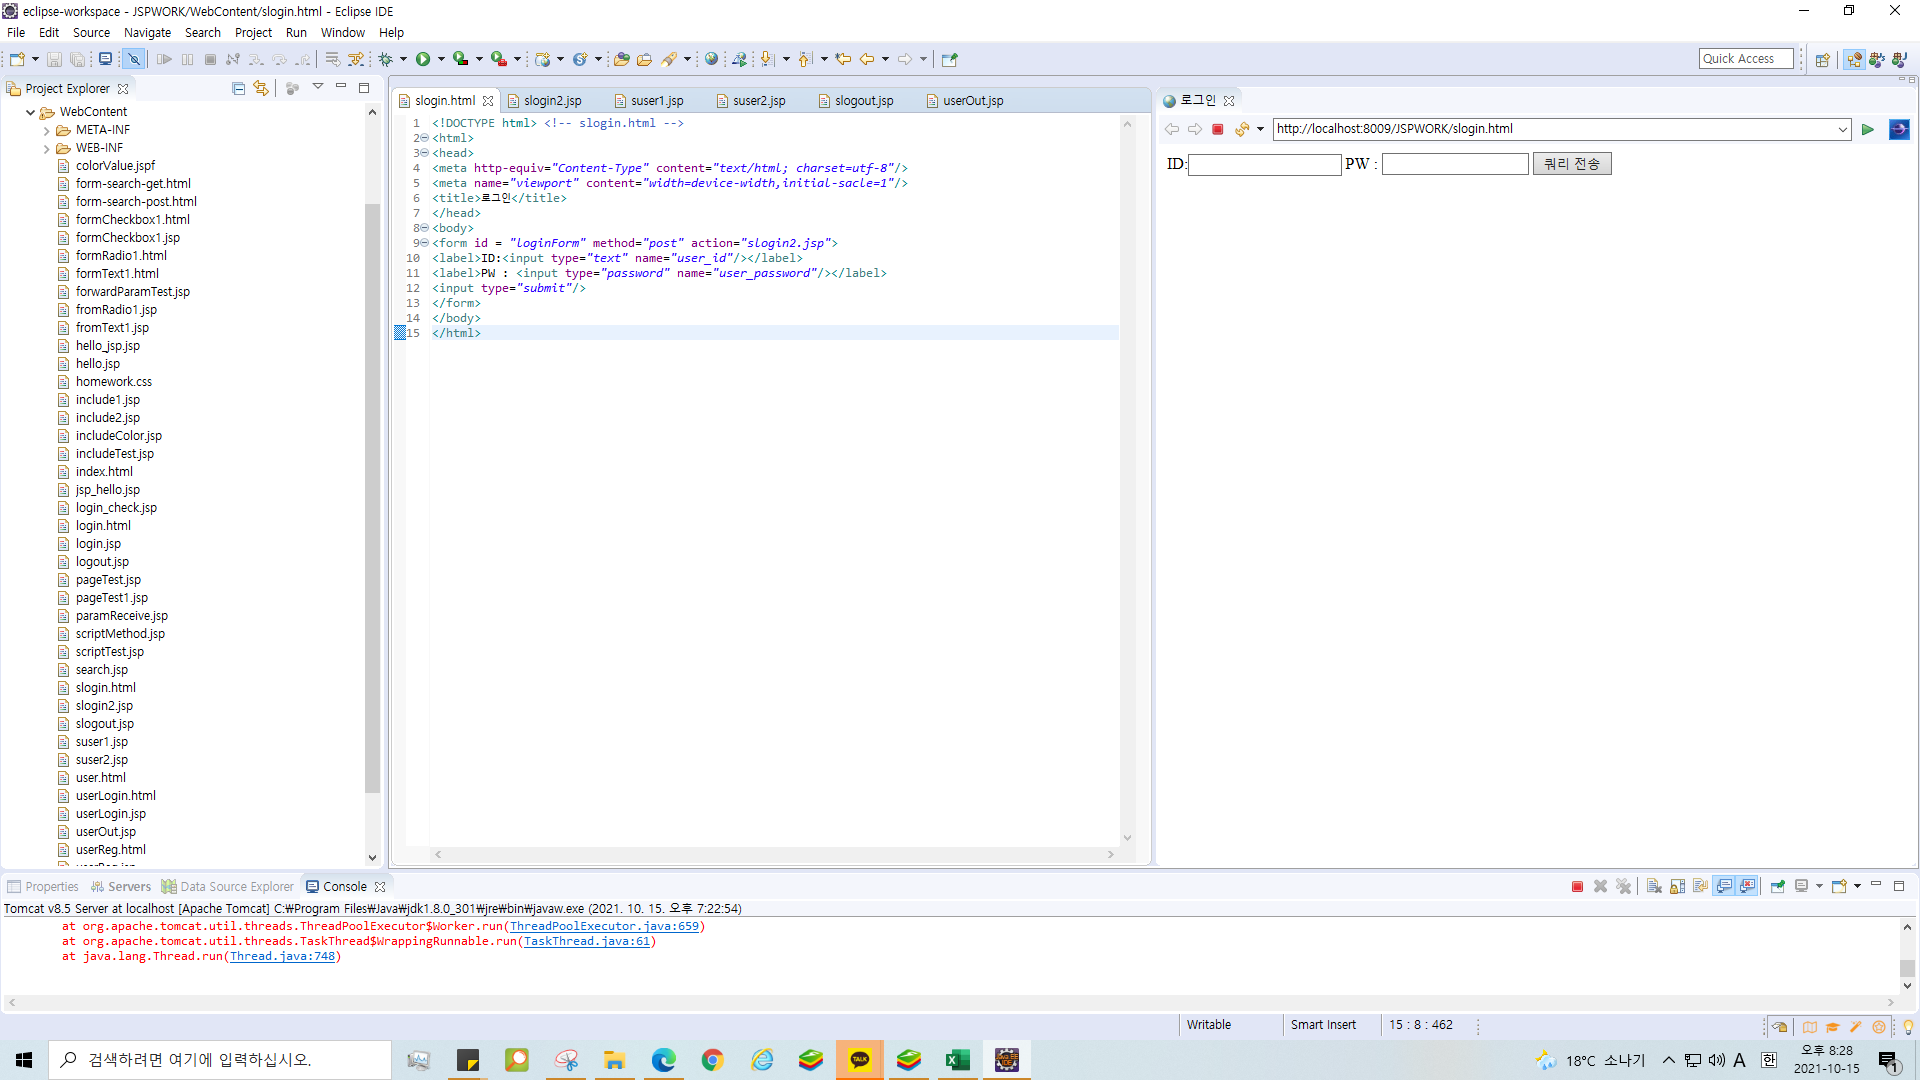 eclipse-workspace - JSPWORK/WebContent/slogin.html - Eclipse IDE
File Edit Source Navigate Search Project Run Window Help
Quick Access
Project Explorer
WebContent
META-INF
WEB-INF
colorValue.jspf
form-search-get.html
form-search-post.html
formCheckbox1.html
formCheckbox1.jsp
formRadio1.html
formText1.html
forwardParamTest.jsp
fromRadio1.jsp
fromText1.jsp
hello_jsp.jsp
hello.jsp
homework.css
include1.jsp
include2.jsp
includeColor.jsp
includeTest.jsp
index.html
jsp_hello.jsp
login_check.jsp
login.html
login.jsp
logout.jsp
pageTest.jsp
pageTest1.jsp
paramReceive.jsp
scriptMethod.jsp
scriptTest.jsp
search.jsp
slogin.html
slogin2.jsp
slogout.jsp
suser1.jsp
suser2.jsp
user.html
userLogin.html
userLogin.jsp
userOut.jsp
userReg.html
slogin.html slogin2.jsp suser1.jsp suser2.jsp slogout.jsp userOut.jsp
1 <!DOCTYPE html> <!-- slogin.html -->
2 <html>
3 <head>
4 <meta http-equiv="Content-Type" content="text/html; charset=utf-8"/>
5 <meta name="viewport" content="width=device-width,initial-sacle=1"/>
6 <title>로그인</title>
7 </head>
8 <body>
9 <form id = "loginForm" method="post" action="slogin2.jsp">
10 <label>ID:<input type="text" name="user_id"/></label>
11 <label>PW : <input type="password" name="user_password"/></label>
12 <input type="submit"/>
13 </form>
14 </body>
15 </html>
로그인
http://localhost:8009/JSPWORK/slogin.html
ID: PW : 쿼리 전송
Properties Servers Data Source Explorer Console
Tomcat v8.5 Server at localhost [Apache Tomcat] C:₩Program Files₩Java₩jdk1.8.0_301₩jre₩bin₩javaw.exe (2021. 10. 15. 오후 7:22:54)
at org.apache.tomcat.util.threads.ThreadPoolExecutor$Worker.run(ThreadPoolExecutor.java:659)
at org.apache.tomcat.util.threads.TaskThread$WrappingRunnable.run(TaskThread.java:61)
at java.lang.Thread.run(Thread.java:748)
Writable Smart Insert 15 : 8 : 462
검색하려면 여기에 입력하십시오.
TALK
18°C 소나기 A 한
오후 8:28
2021-10-15
1